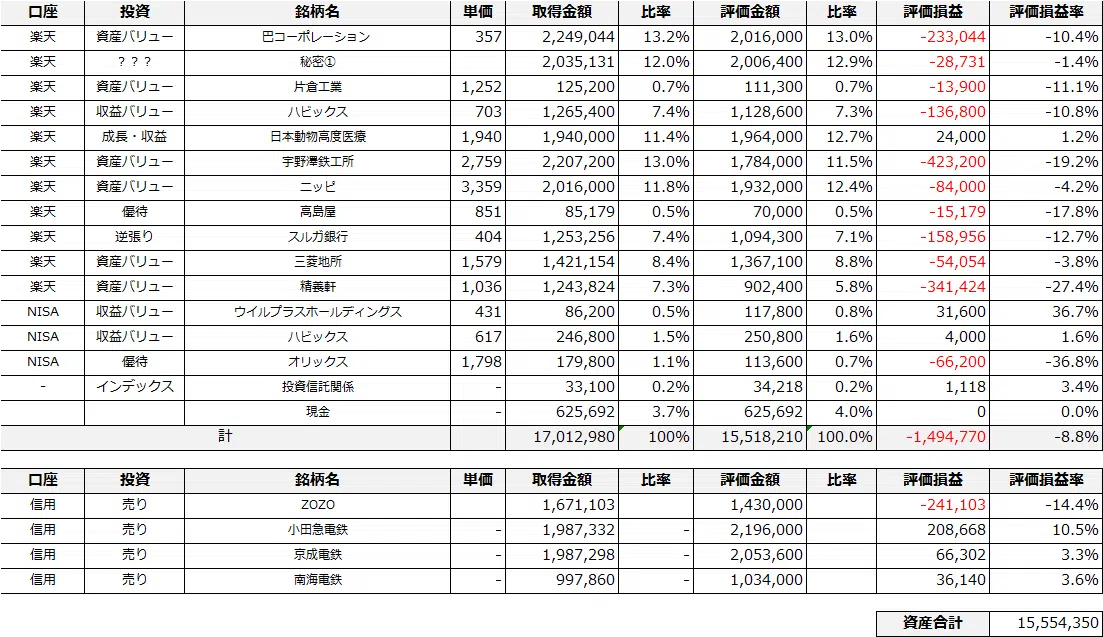 口座 投資 銘柄名 単価 取得金額 比率 評価金額 比率 評価損益 評価損益率
楽天 資産バリュー 巴コーポレーション 357 2,249,044 13.2% 2,016,000 13.0% -233,044 -10.4%
楽天 ？？？ 秘密① 2,035,131 12.0% 2,006,400 12.9% -28,731 -1.4%
楽天 資産バリュー 片倉工業 1,252 125,200 0.7% 111,300 0.7% -13,900 -11.1%
楽天 収益バリュー ハビックス 703 1,265,400 7.4% 1,128,600 7.3% -136,800 -10.8%
楽天 成長・収益 日本動物高度医療 1,940 1,940,000 11.4% 1,964,000 12.7% 24,000 1.2%
楽天 資産バリュー 宇野澤鉄工所 2,759 2,207,200 13.0% 1,784,000 11.5% -423,200 -19.2%
楽天 資産バリュー ニッピ 3,359 2,016,000 11.8% 1,932,000 12.4% -84,000 -4.2%
楽天 優待 高島屋 851 85,179 0.5% 70,000 0.5% -15,179 -17.8%
楽天 逆張り スルガ銀行 404 1,253,256 7.4% 1,094,300 7.1% -158,956 -12.7%
楽天 資産バリュー 三菱地所 1,579 1,421,154 8.4% 1,367,100 8.8% -54,054 -3.8%
楽天 資産バリュー 精養軒 1,036 1,243,824 7.3% 902,400 5.8% -341,424 -27.4%
NISA 収益バリュー ウイルプラスホールディングス 431 86,200 0.5% 117,800 0.8% 31,600 36.7%
NISA 収益バリュー ハビックス 617 246,800 1.5% 250,800 1.6% 4,000 1.6%
NISA 優待 オリックス 1,798 179,800 1.1% 113,600 0.7% -66,200 -36.8%
- インデックス 投資信託関係 - 33,100 0.2% 34,218 0.2% 1,118 3.4%
現金 - 625,692 3.7% 625,692 4.0% 0 0.0%
計 17,012,980 100% 15,518,210 100.0% -1,494,770 -8.8%
口座 投資 銘柄名 単価 取得金額 比率 評価金額 比率 評価損益 評価損益率
信用 売り ZOZO 1,671,103 1,430,000 -241,103 -14.4%
信用 売り 小田急電鉄 - 1,987,332 - 2,196,000 208,668 10.5%
信用 売り 京成電鉄 - 1,987,298 - 2,053,600 66,302 3.3%
信用 売り 南海電鉄 - 997,860 - 1,034,000 36,140 3.6%
資産合計 15,554,350